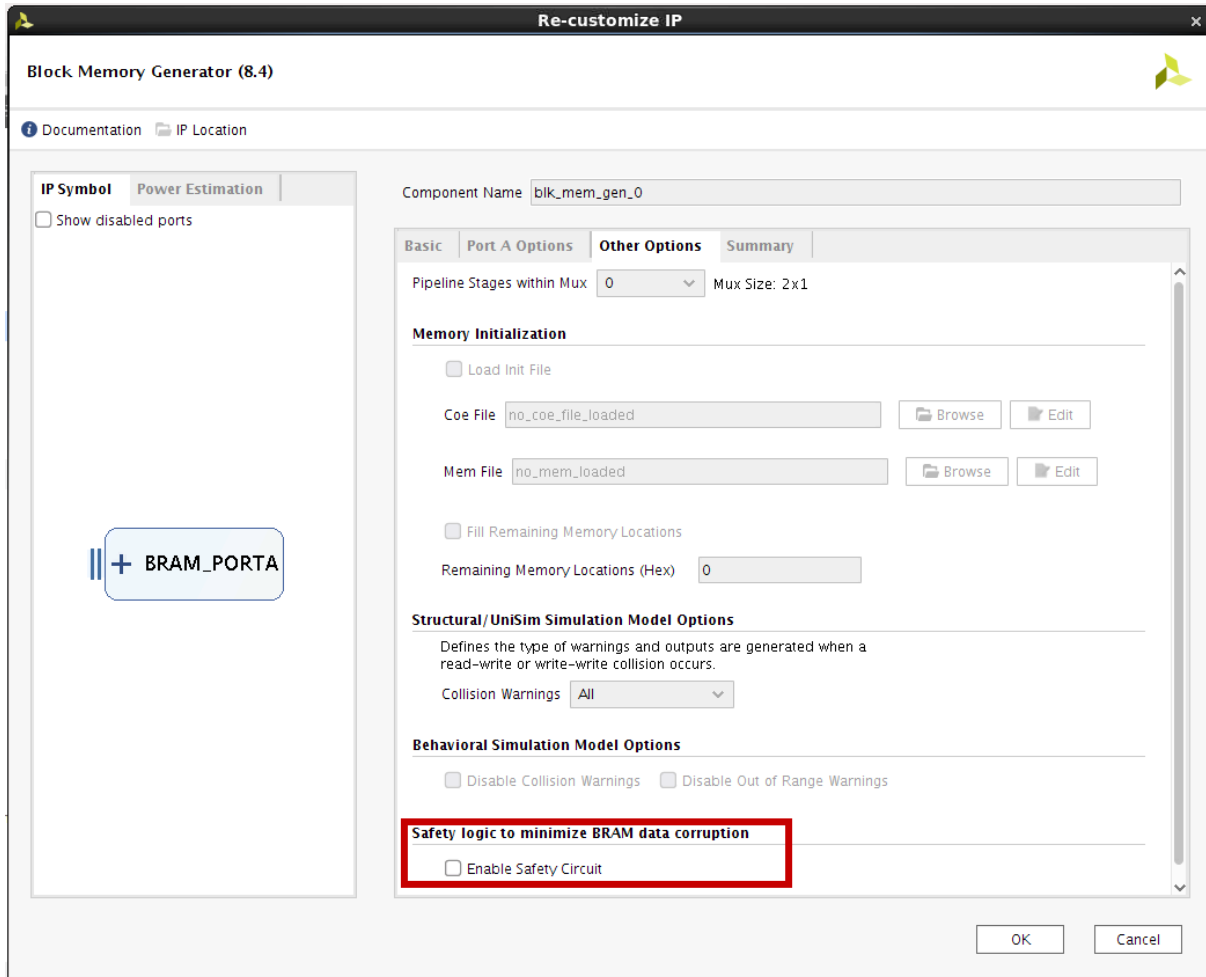 Re-customize IP
Block Memory Generator (8.4)
Documentation IP Location
IP Symbol Power Estimation
Show disabled ports
BRAM_PORTA
Component Name blk_mem_gen_0
Basic Port A Options Other Options Summary
Pipeline Stages within Mux 0 Mux Size: 2x1
Memory Initialization
Load Init File
Coe File no_coe_file_loaded Browse Edit
Mem File no_mem_loaded Browse Edit
Fill Remaining Memory Locations
Remaining Memory Locations (Hex) 0
Structural/UniSim Simulation Model Options
Defines the type of warnings and outputs are generated when a
read-write or write-write collision occurs.
Collision Warnings All
Behavioral Simulation Model Options
Disable Collision Warnings Disable Out of Range Warnings
Safety logic to minimize BRAM data corruption
Enable Safety Circuit
OK Cancel